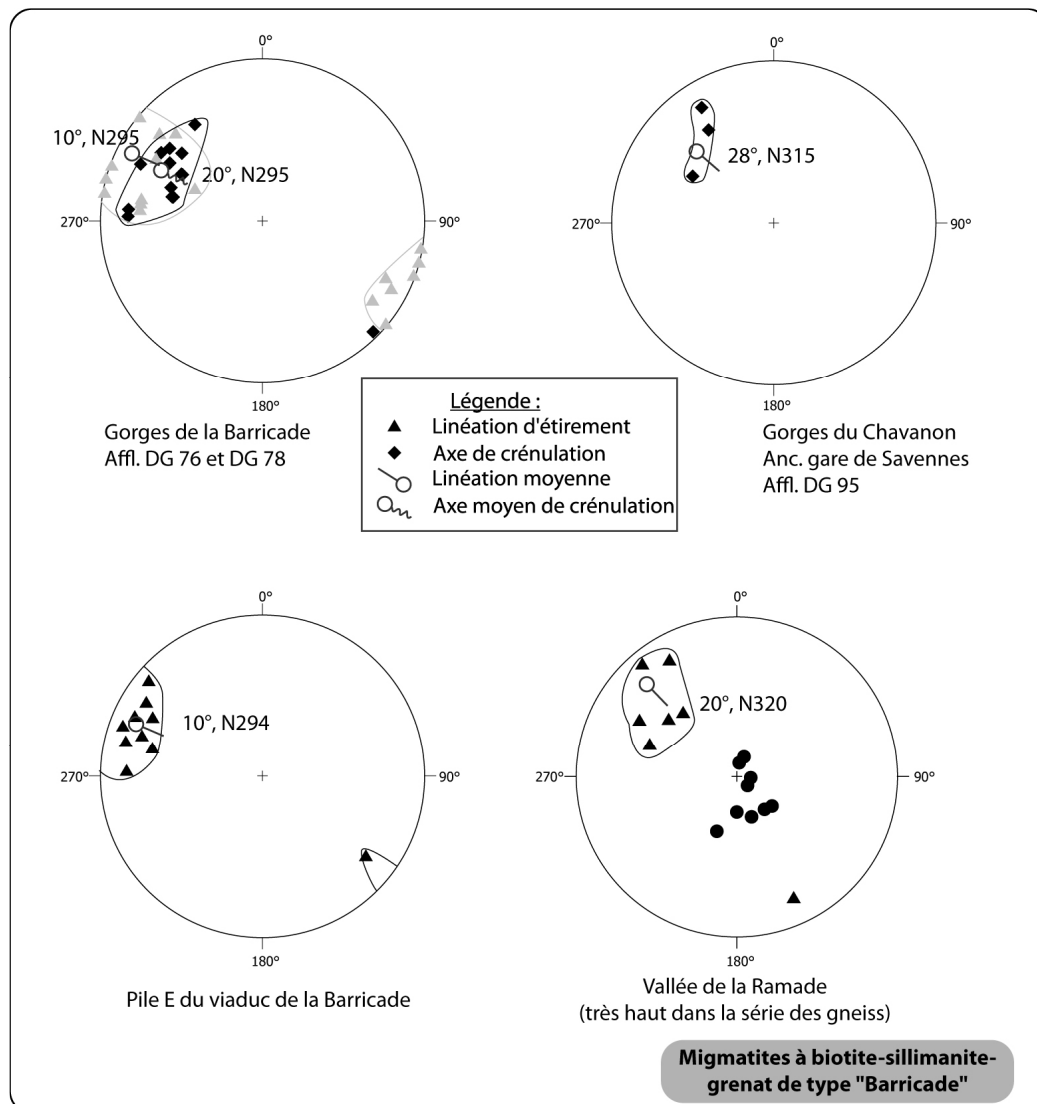 0°
10°, N295
20°, N295
270°
90°
180°
Gorges de la Barricade
Affl. DG 76 et DG 78
0°
28°, N315
270°
90°
180°
Gorges du Chavanon
Anc. gare de Savennes
Affl. DG 95
Légende :
Linéation d'étirement
Axe de crénulation
Linéation moyenne
Axe moyen de crénulation
0°
10°, N294
270°
90°
180°
Pile E du viaduc de la Barricade
0°
20°, N320
270°
90°
180°
Vallée de la Ramade
(très haut dans la série des gneiss)
Migmatites à biotite-sillimanite-
grenat de type "Barricade"